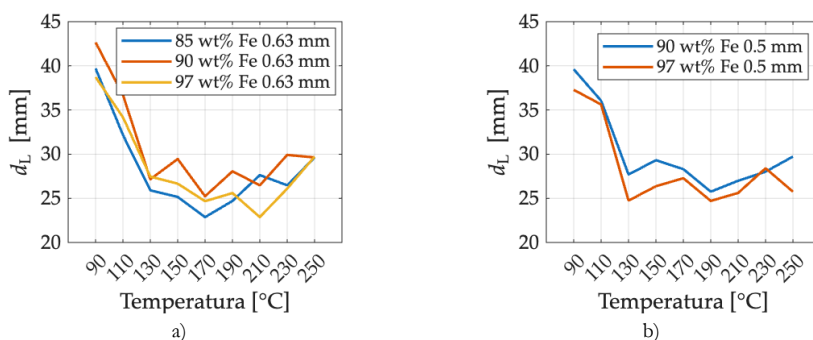 45
40
35
30
25
20
d_L [mm]
85 wt% Fe 0.63 mm
90 wt% Fe 0.63 mm
97 wt% Fe 0.63 mm
90 110 130 150 170 190 210 230 250
Temperatura [°C]
a)
45
40
35
30
25
20
d_L [mm]
90 wt% Fe 0.5 mm
97 wt% Fe 0.5 mm
90 110 130 150 170 190 210 230 250
Temperatura [°C]
b)